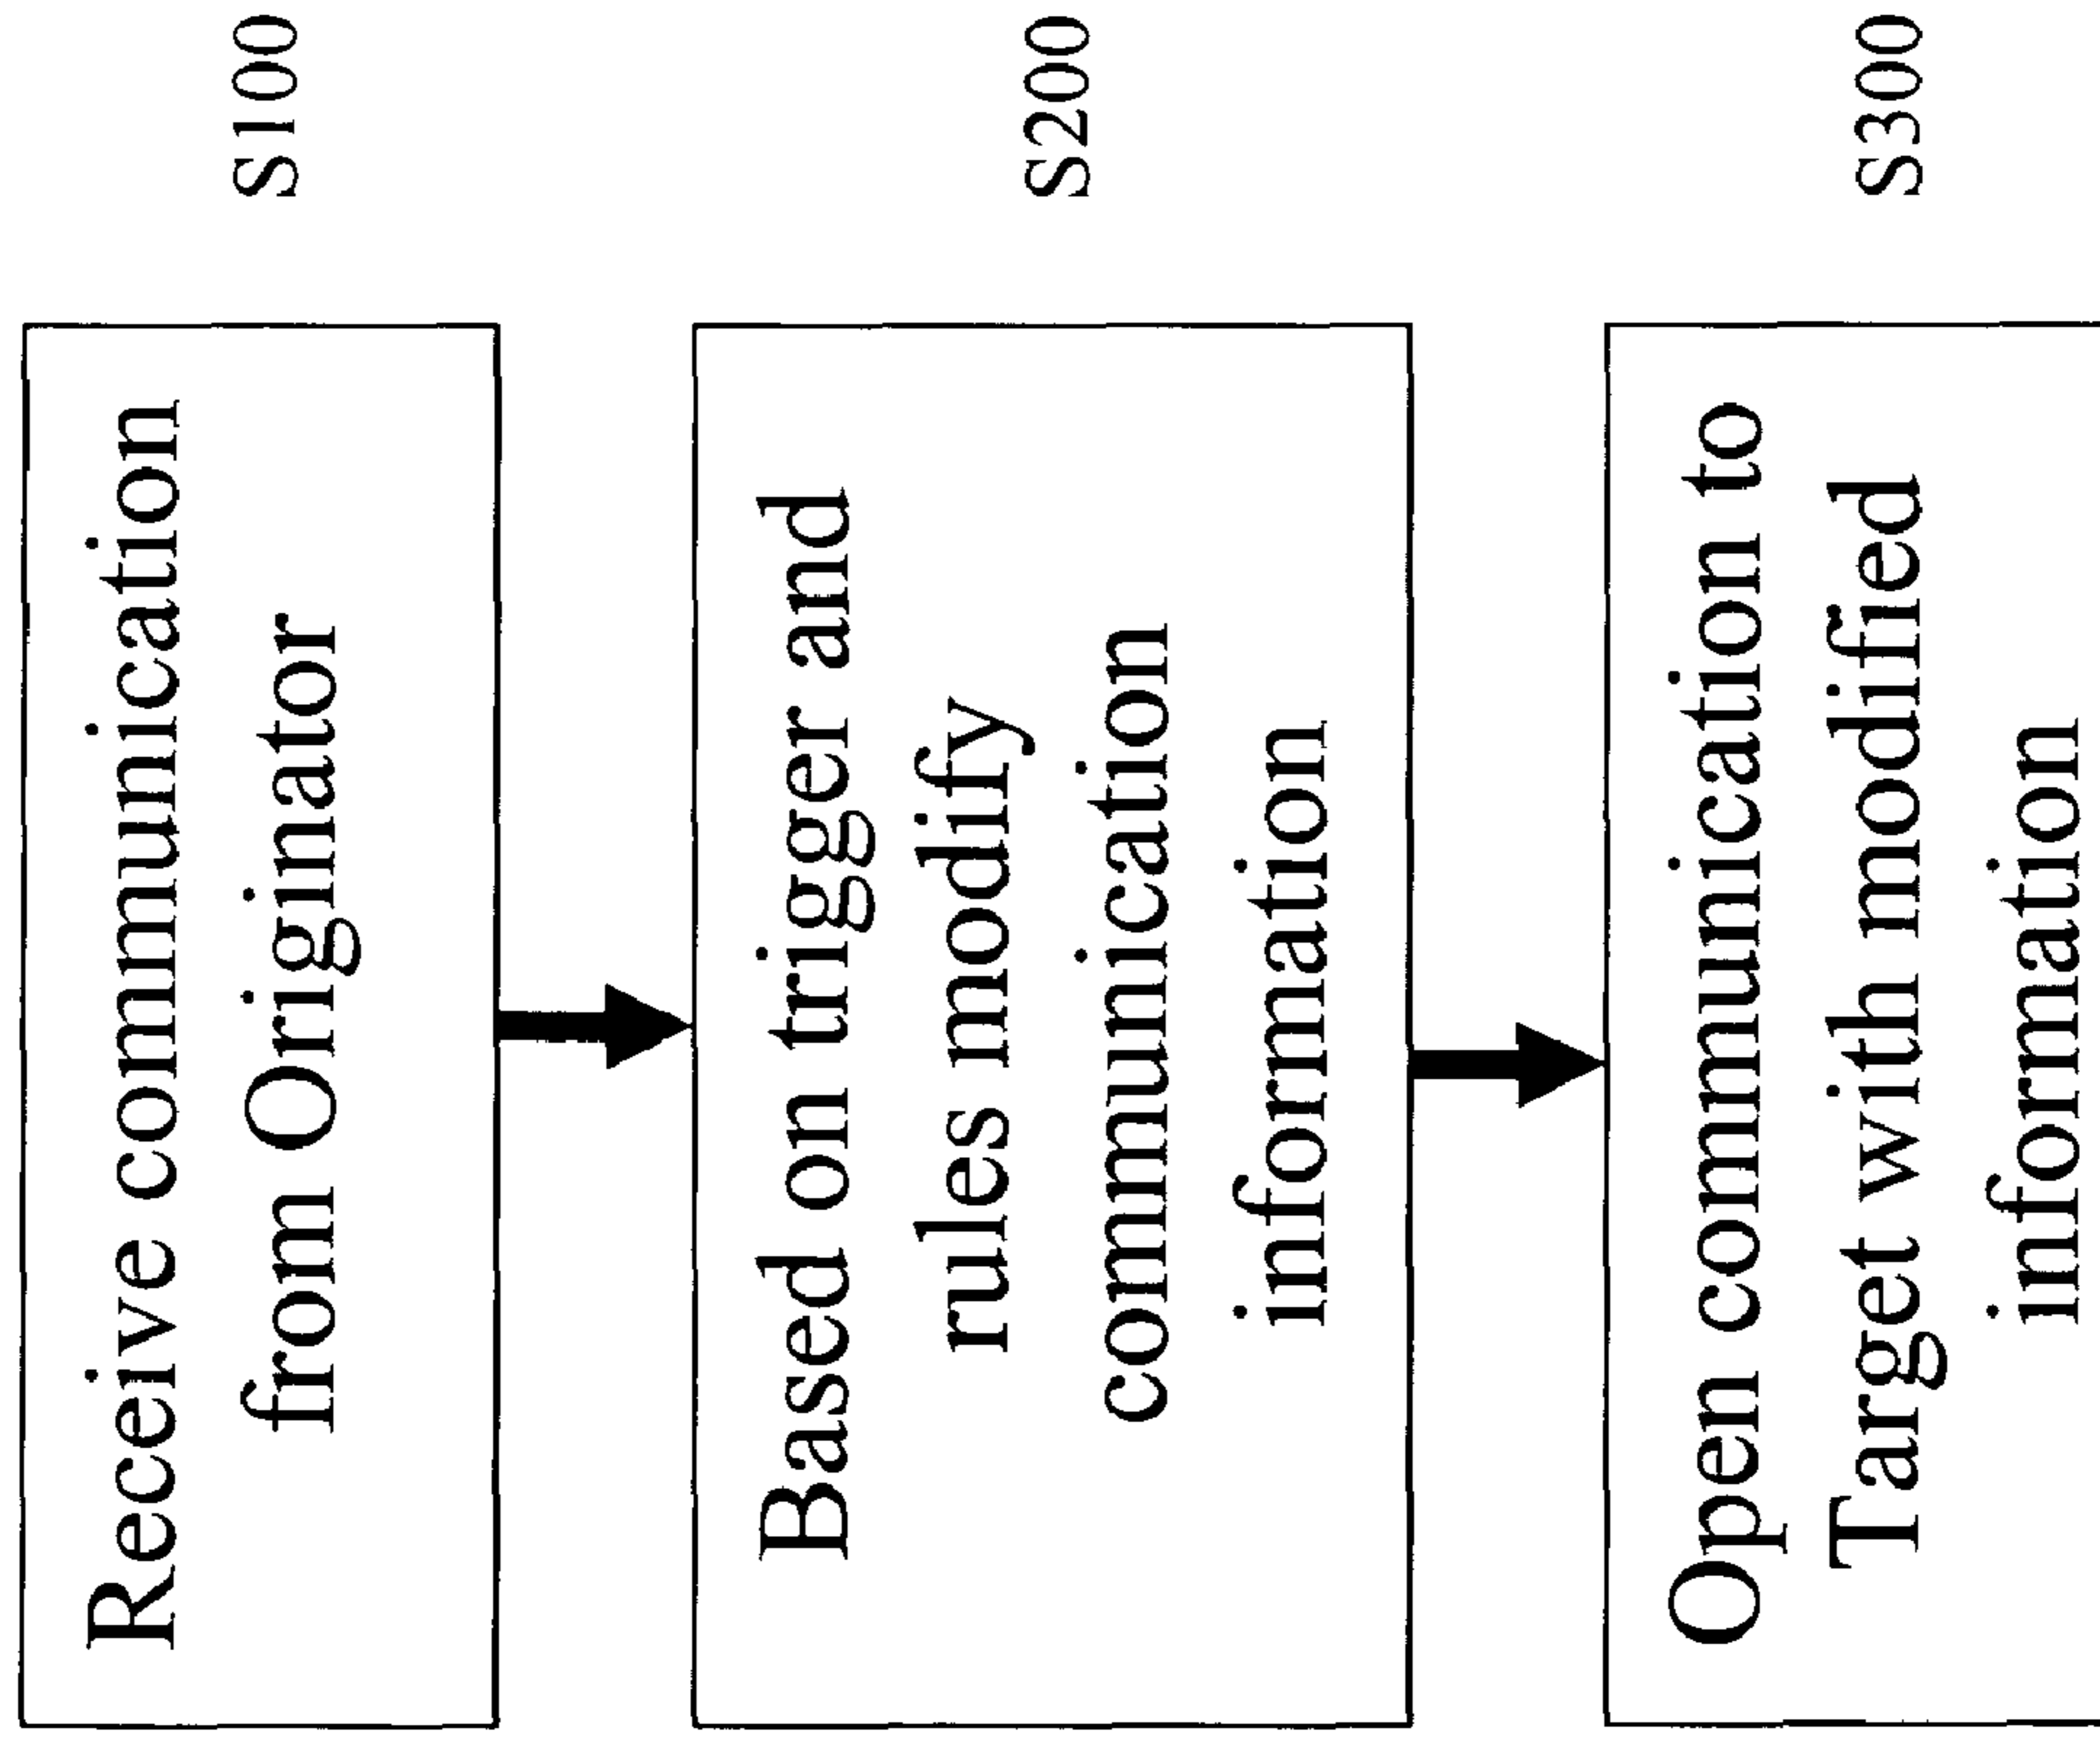 Receive communication
from Originator
S100
Based on trigger and
rules modify
communication
information
S200
Open communication to
Target with modified
information
S300